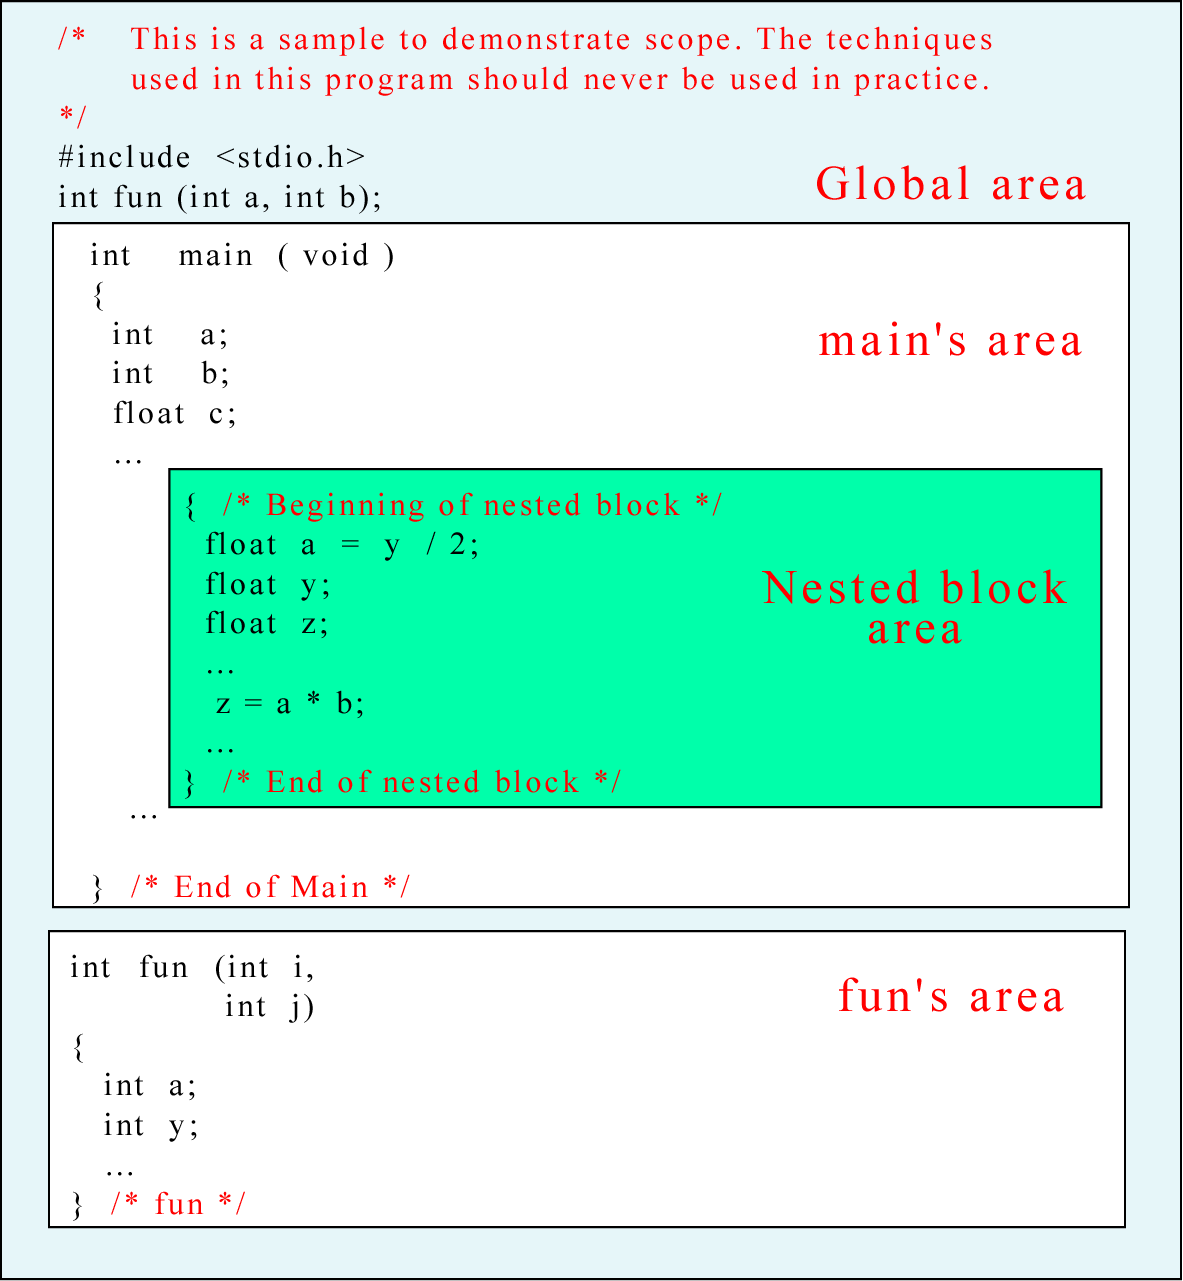 /* This is a sample to demonstrate scope. The techniques
used in this program should never be used in practice.
*/
#include <stdio.h>
int fun (int a, int b);
Global area
int main ( void )
{
int a;
int b;
float c;
...
main's area
{ /* Beginning of nested block */
float a = y / 2;
float y;
float z;
...
z = a * b;
...
} /* End of nested block */
Nested block
area
...
} /* End of Main */
int fun (int i,
int j)
{
int a;
int y;
...
} /* fun */
fun's area